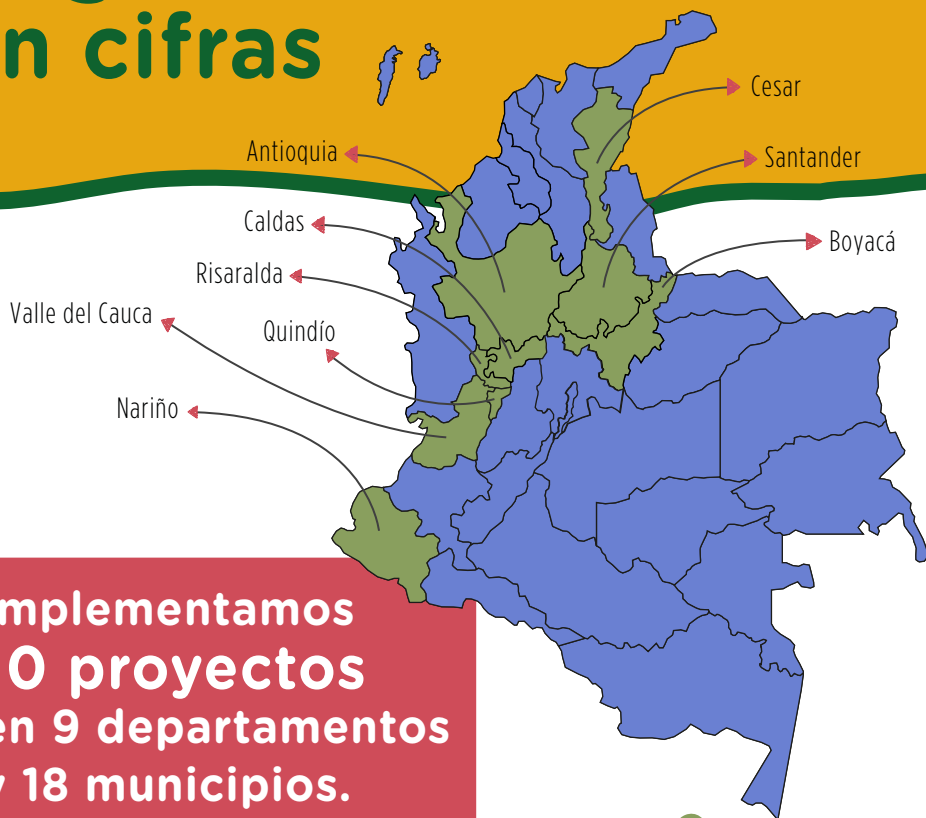 n cifras
Cesar
Antioquia
Santander
Caldas
Boyacá
Risaralda
Valle del Cauca
Quindío
Nariño
mplementamos
0 proyectos
en 9 departamentos
y 18 municipios.